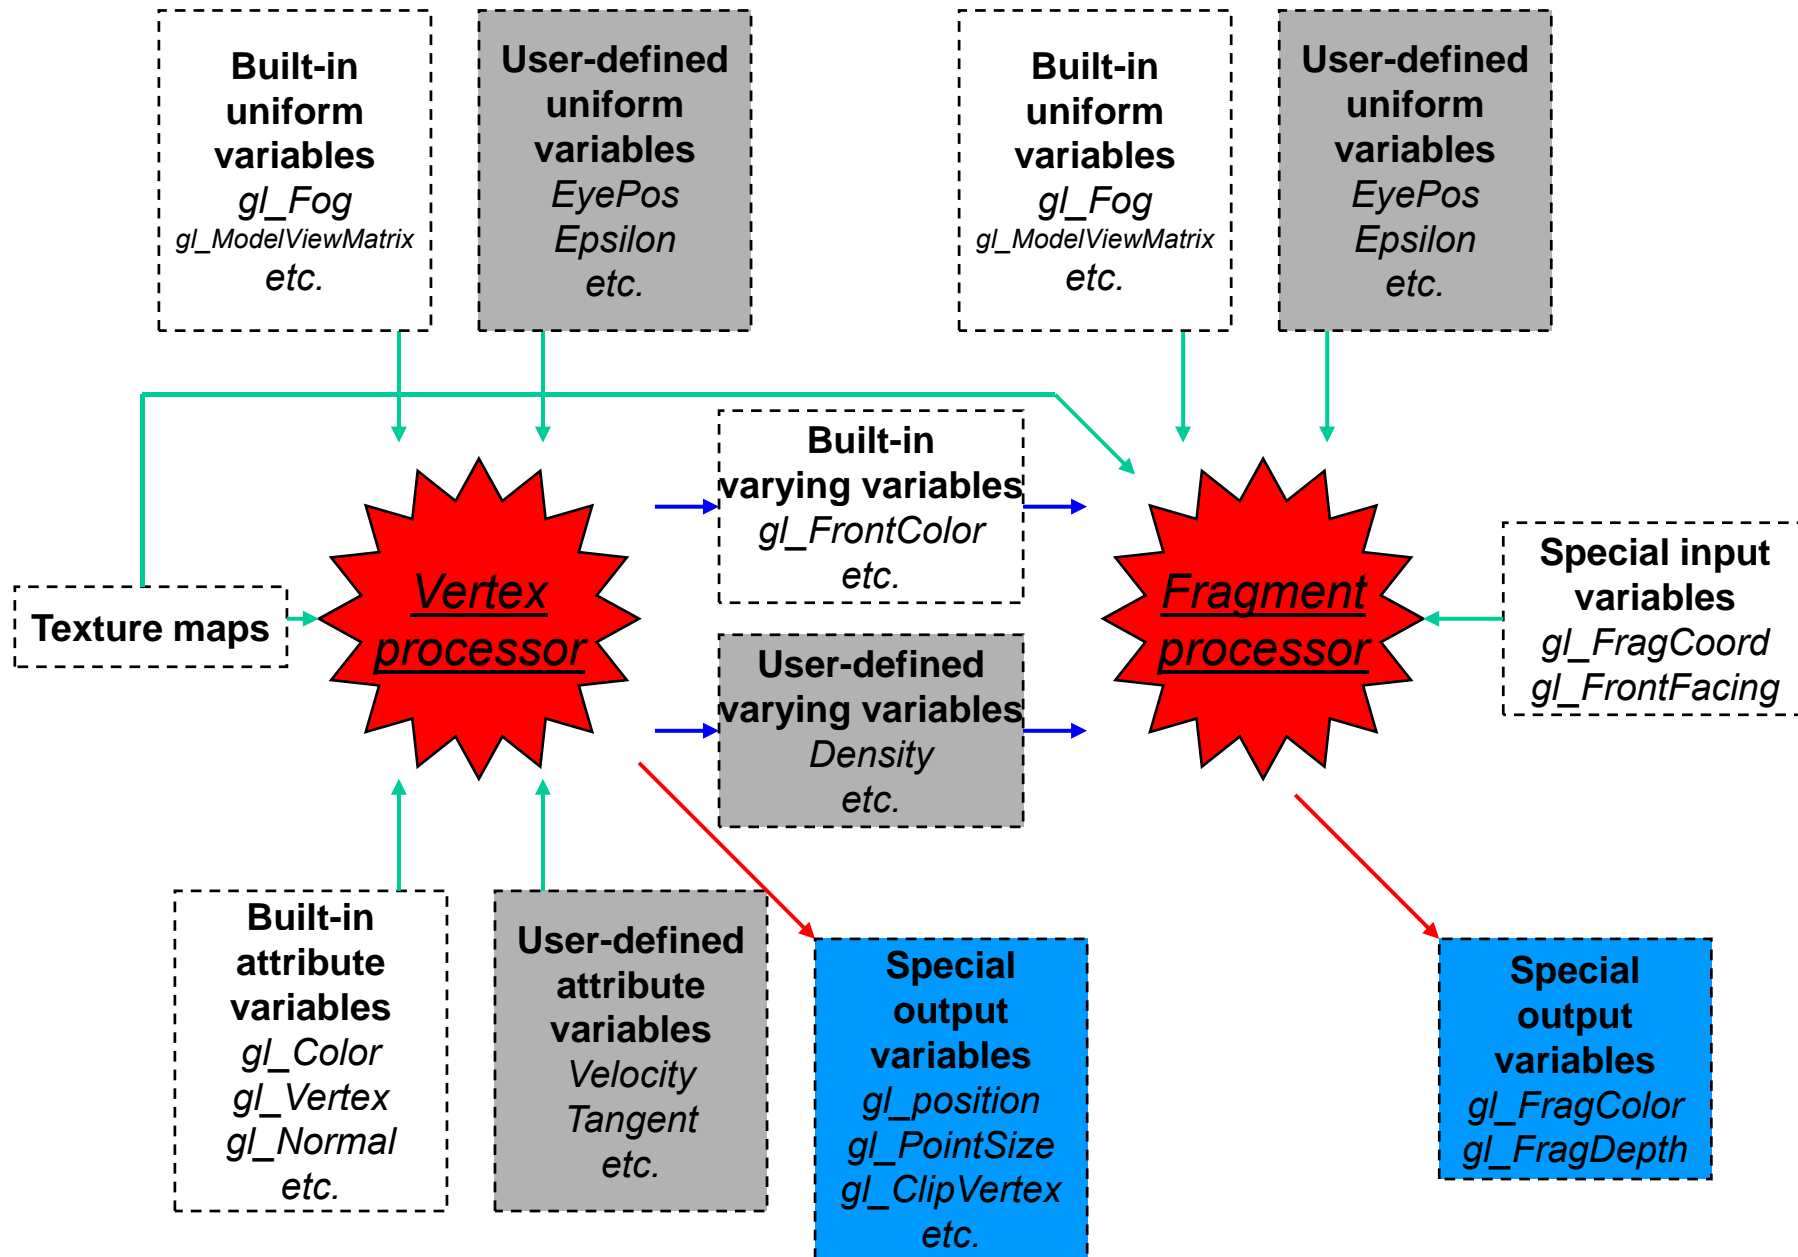 Built-in
uniform
variables
gl_Fog
gl_ModelViewMatrix
etc.
User-defined
uniform
variables
EyePos
Epsilon
etc.
Built-in
uniform
variables
gl_Fog
gl_ModelViewMatrix
etc.
User-defined
uniform
variables
EyePos
Epsilon
etc.
Texture maps
Vertex
processor
Built-in
varying variables
gl_FrontColor
etc.
User-defined
varying variables
Density
etc.
Fragment
processor
Special input
variables
gl_FragCoord
gl_FrontFacing
Built-in
attribute
variables
gl_Color
gl_Vertex
gl_Normal
etc.
User-defined
attribute
variables
Velocity
Tangent
etc.
Special
output
variables
gl_position
gl_PointSize
gl_ClipVertex
etc.
Special
output
variables
gl_FragColor
gl_FragDepth